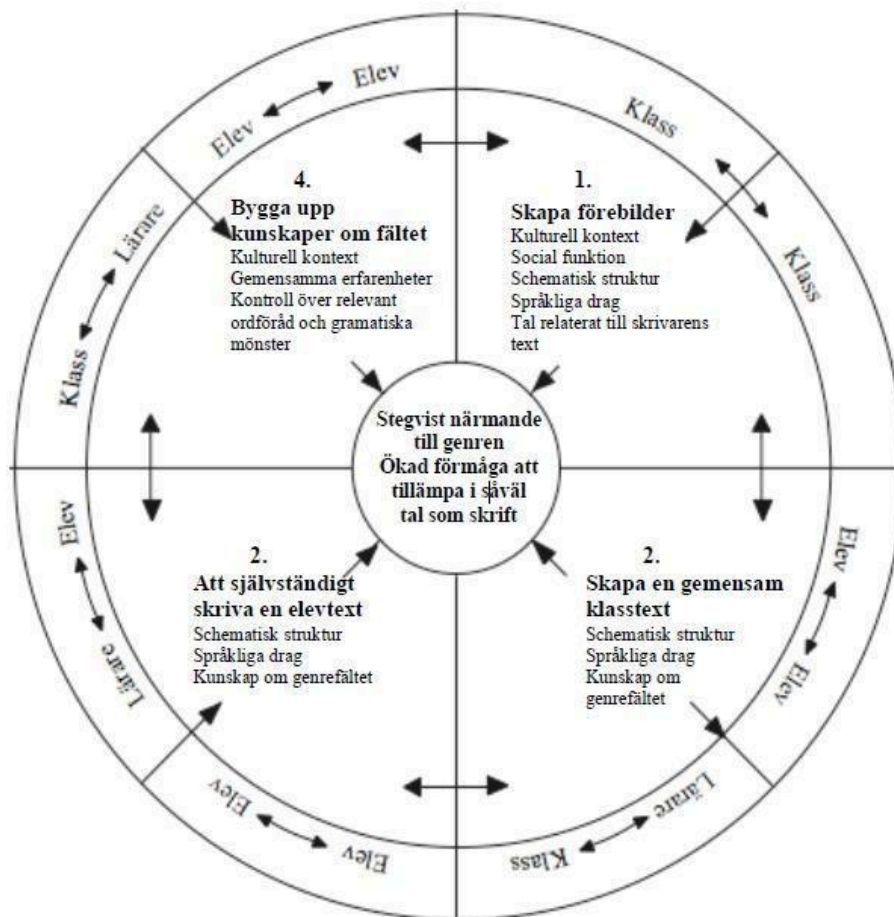 Elev
Elev
Klass
Klass
Lärare
Klass
4.
Bygga upp
kunskaper om fältet
Kulturell kontext
Gemensamma erfarenheter
Kontroll över relevant
ordföråd och gramatiska
mönster
1.
Skapa förebilder
Kulturell kontext
Social funktion
Schematisk struktur
Språkliga drag
Tal relaterat till skrivarens
text
Stegvist närmande
till genren
Ökad förmåga att
tillämpa i såväl
tal som skrift
2.
Att självständigt
skriva en elevtext
Schematisk struktur
Språkliga drag
Kunskap om genrefältet
2.
Skapa en gemensam
klasstext
Schematisk struktur
Språkliga drag
Kunskap om
genrefältet
Elev
Lärare
Elev
Elev
Elev
Elev
Lärare
Klass